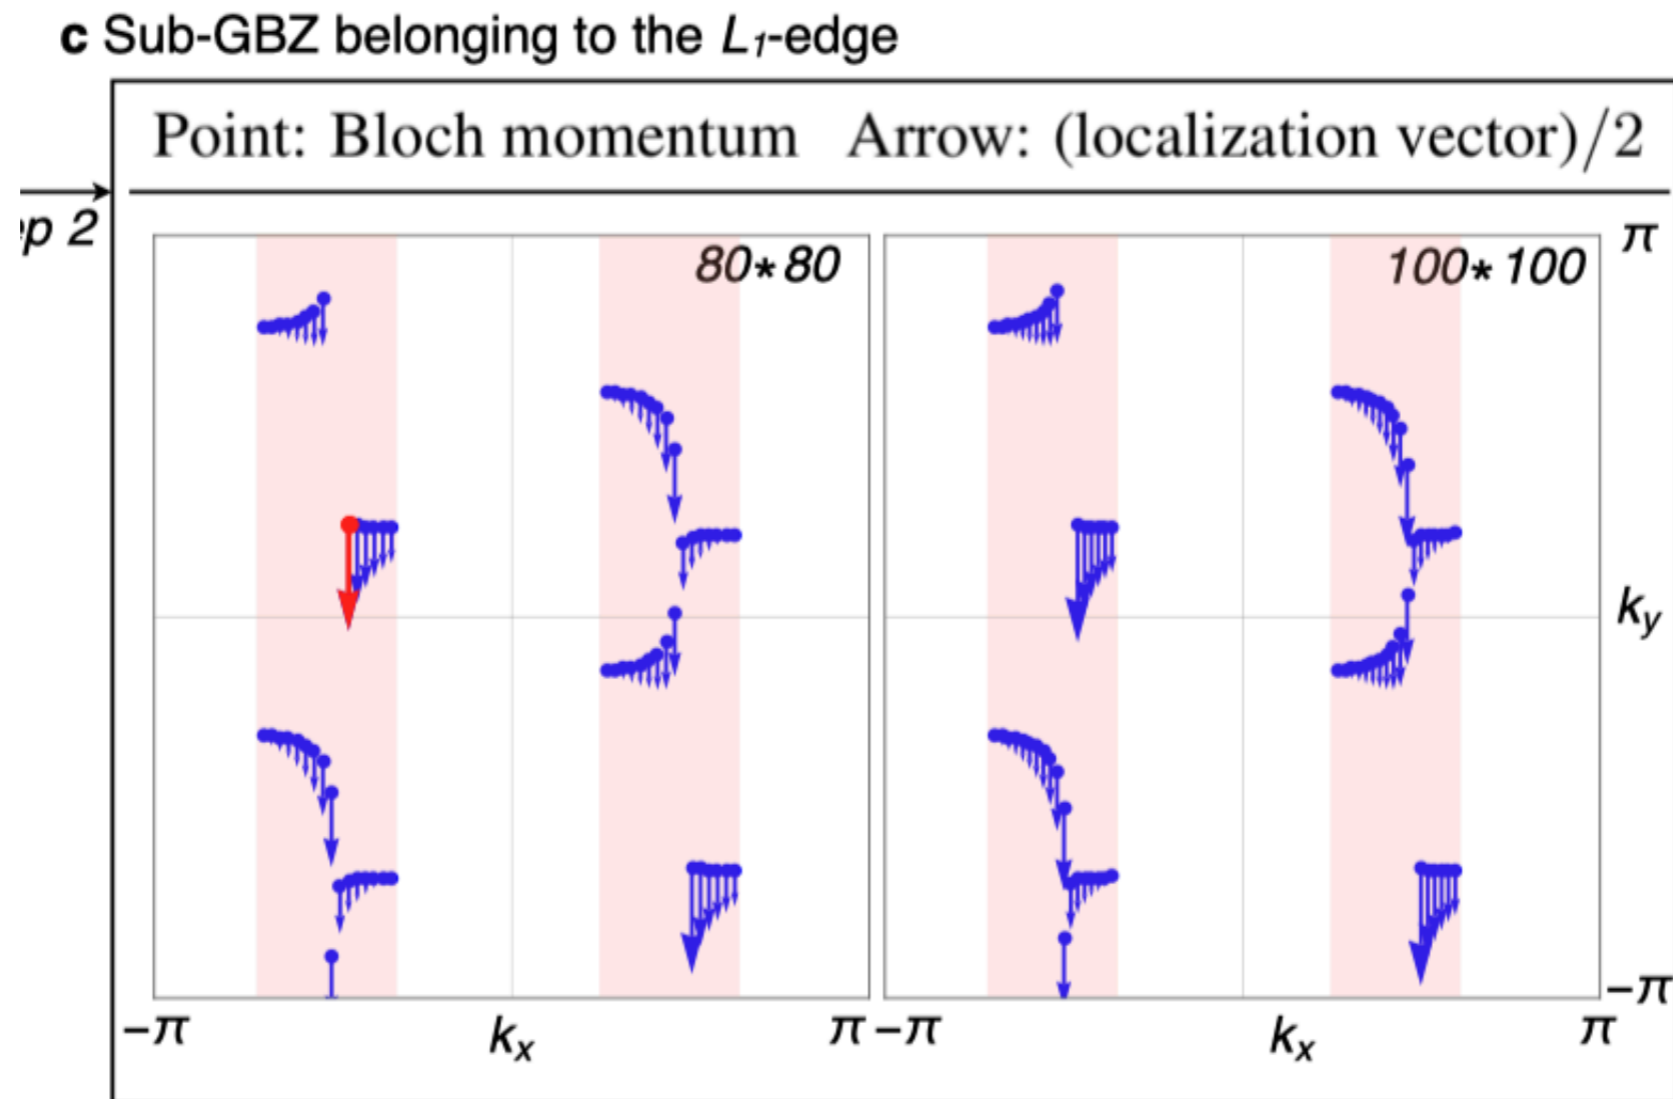 c Sub-GBZ belonging to the L1-edge
Point: Bloch momentum Arrow: (localization vector)/2
ep 2
80*80
100*100
π
ky
−π
−π
kx
π
−π
kx
π